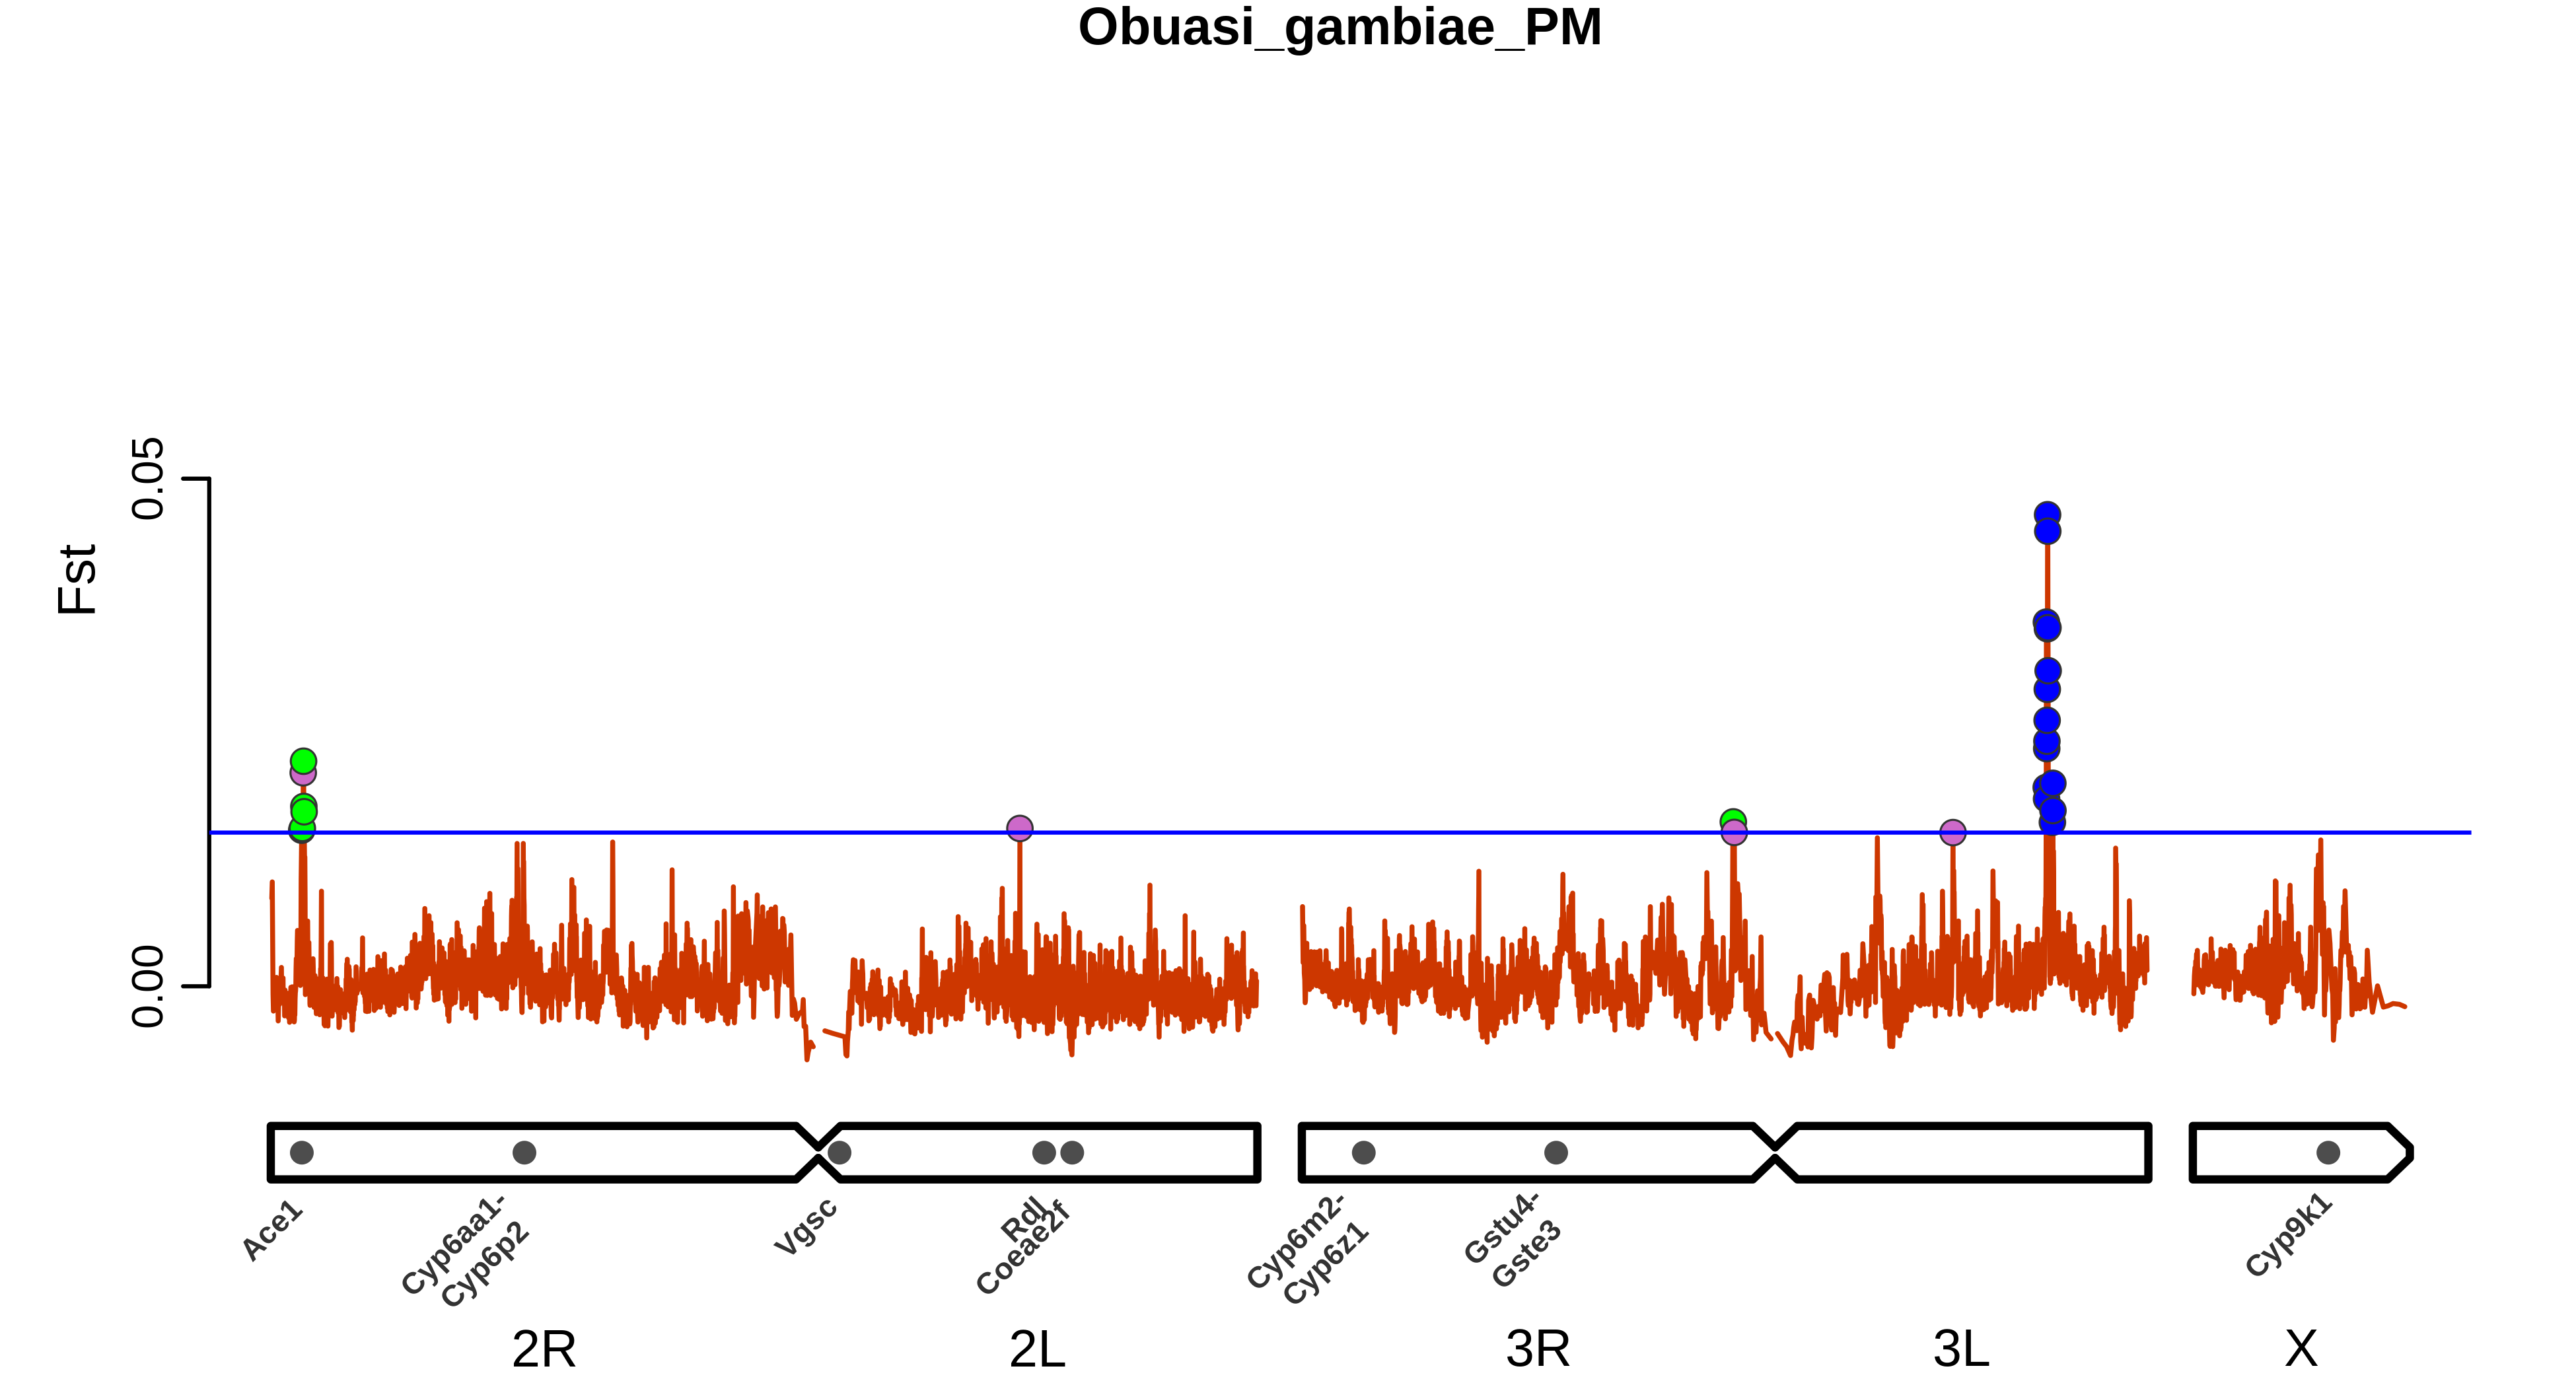 Obuasi_gambiae_PM
0.05
Fst
0.00
Ace1
Cyp6aa1-
Cyp6p2
Vgsc
Rdl
Coeae2f
Cyp6m2-
Cyp6z1
Gstu4-
Gste3
Cyp9k1
2R
2L
3R
3L
X